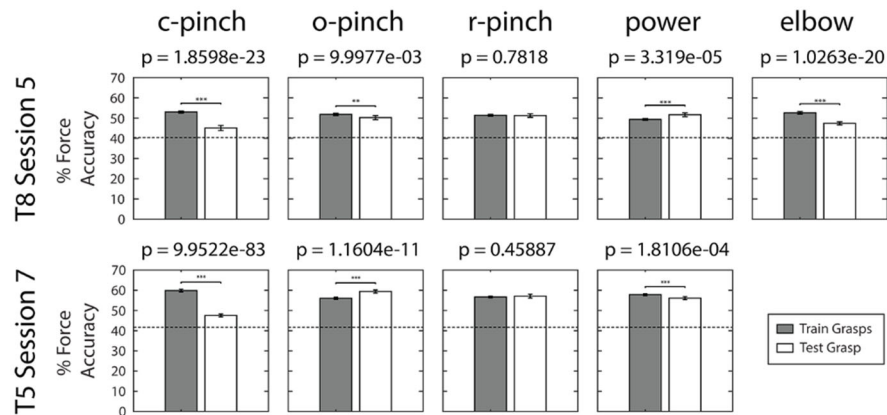 c-pinch o-pinch r-pinch power elbow
p = 1.8598e-23 p = 9.9977e-03 p = 0.7818 p = 3.319e-05 p = 1.0263e-20
T8 Session 5
% Force
Accuracy
70
60
50
40
30
20
10
0
***
**
***
***
p = 9.9522e-83 p = 1.1604e-11 p = 0.45887 p = 1.8106e-04
T5 Session 7
% Force
Accuracy
70
60
50
40
30
20
10
0
***
***
***
Train Grasps
Test Grasp